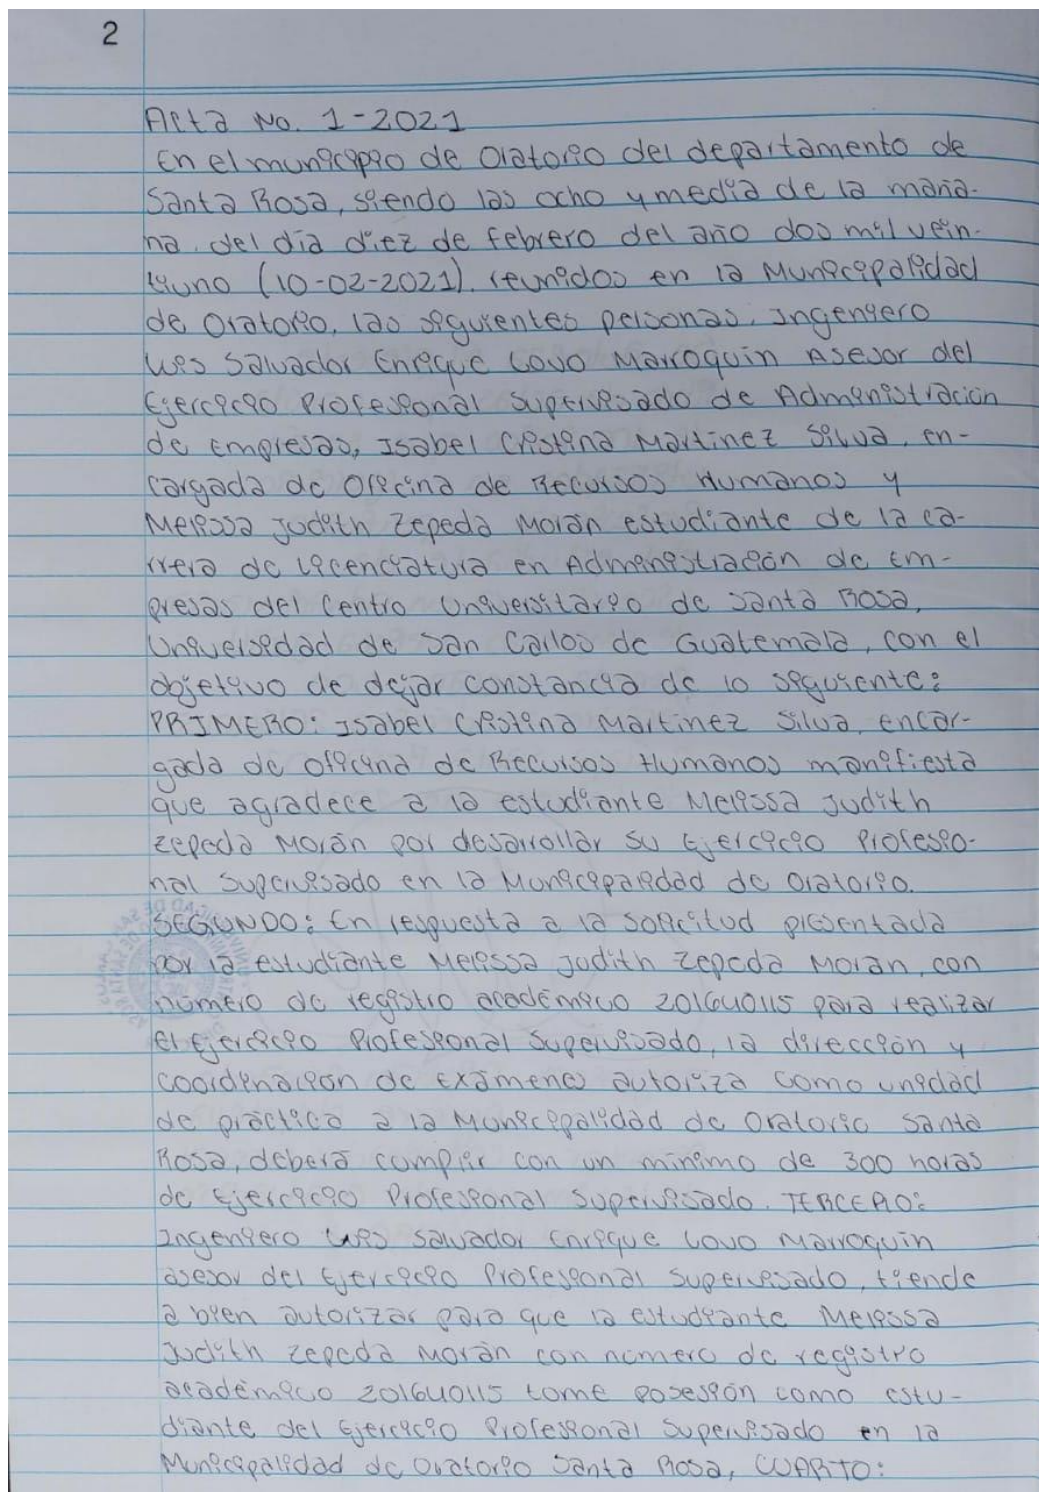 2
Acta No. 1-2021
En el municipio de Oratorio del departamento de
Santa Rosa, siendo las ocho y media de la maña-
na, del día diez de febrero del año dos mil vein-
tiuno (10-02-2021), reunidos en la Municipalidad
de Oratorio, las siguientes personas, Ingeniero
Luis Salvador Enrique Lovo Marroquín Asesor del
Ejercicio Profesional Supervisado de Administración
de Empresas, Isabel Cristina Martínez Silva, en-
cargada de Oficina de Recursos Humanos y
Melissa Judith Zepeda Morán estudiante de la ca-
rrera de Licenciatura en Administración de Em-
presas del Centro Universitario de Santa Rosa,
Universidad de San Carlos de Guatemala, con el
objetivo de dejar constancia de lo siguiente:
PRIMERO: Isabel Cristina Martínez Silva, encar-
gada de oficina de Recursos Humanos manifiesta
que agradece a la estudiante Melissa Judith
Zepeda Morán por desarrollar su Ejercicio Profesio-
nal Supervisado en la Municipalidad de Oratorio.
SEGUNDO: En respuesta a la solicitud presentada
por la estudiante Melissa Judith Zepeda Morán, con
número de registro académico 201640115 para realizar
el Ejercicio Profesional Supervisado, la dirección y
coordinación de Exámenes autoriza como unidad
de práctica a la Municipalidad de Oratorio Santa
Rosa, deberá cumplir con un mínimo de 300 horas
de Ejercicio Profesional Supervisado. TERCERO:
Ingeniero Luis Salvador Enrique Lovo Marroquín
asesor del Ejercicio Profesional Supervisado, tiende
a bien autorizar para que la estudiante Melissa
Judith Zepeda Morán con número de registro
académico 201640115 tome posesión como estu-
diante del Ejercicio Profesional Supervisado en la
Municipalidad de Oratorio Santa Rosa, CUARTO: